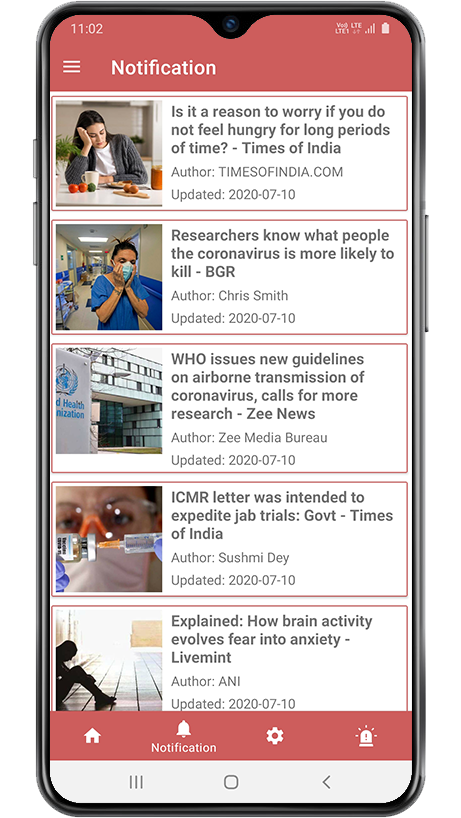 11:02
Vo)) LTE
LTE1
Notification
Is it a reason to worry if you do
not feel hungry for long periods
of time? - Times of India
Author: TIMESOFINDIA.COM
Updated: 2020-07-10
Researchers know what people
the coronavirus is more likely to
kill - BGR
Author: Chris Smith
Updated: 2020-07-10
d Health
nization
WHO issues new guidelines
on airborne transmission of
coronavirus, calls for more
research - Zee News
Author: Zee Media Bureau
Updated: 2020-07-10
ICMR letter was intended to
expedite jab trials: Govt - Times
of India
Author: Sushmi Dey
Updated: 2020-07-10
Explained: How brain activity
evolves fear into anxiety -
Livemint
Author: ANI
Updated: 2020-07-10
Notification